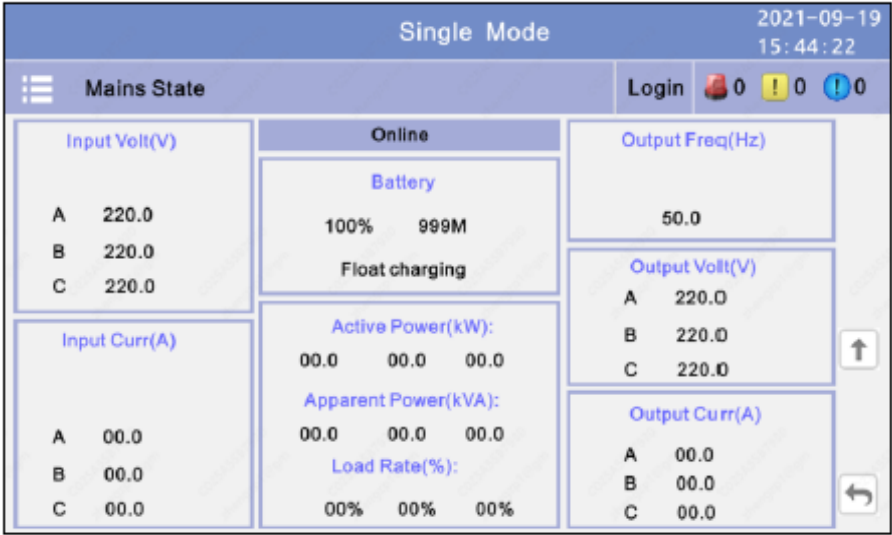 Single Mode
2021-09-19
15:44:22
Mains State
Login
0
! 0
! 0
Input Volt(V)
A 220.0
B 220.0
C 220.0
Input Curr(A)
A 00.0
B 00.0
C 00.0
Online
Battery
100% 999M
Float charging
Active Power(kW):
00.0 00.0 00.0
Apparent Power(kVA):
00.0 00.0 00.0
Load Rate(%):
00% 00% 00%
Output Freq(Hz)
50.0
Output Vollt(V)
A 220.0
B 220.0
C 220.0
Output Curr(A)
A 00.0
B 00.0
C 00.0